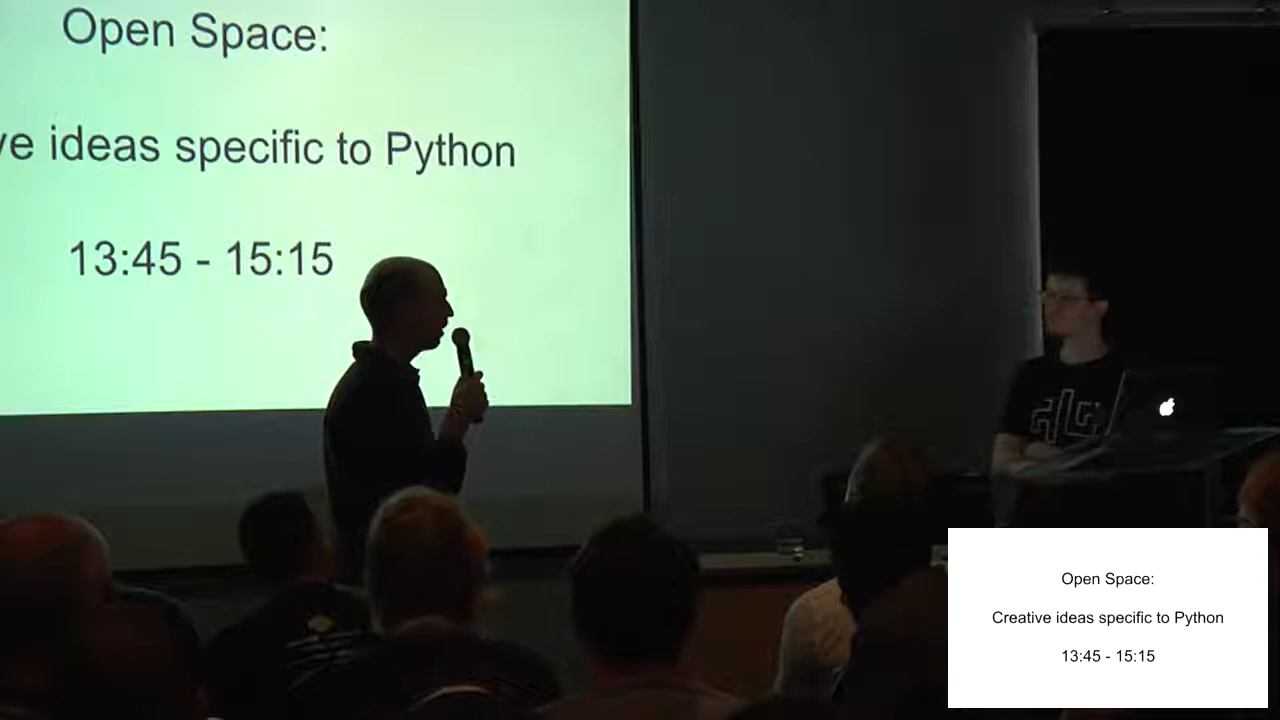 Open Space:
ve ideas specific to Python
13:45 - 15:15
Open Space:
Creative ideas specific to Python
13:45 - 15:15